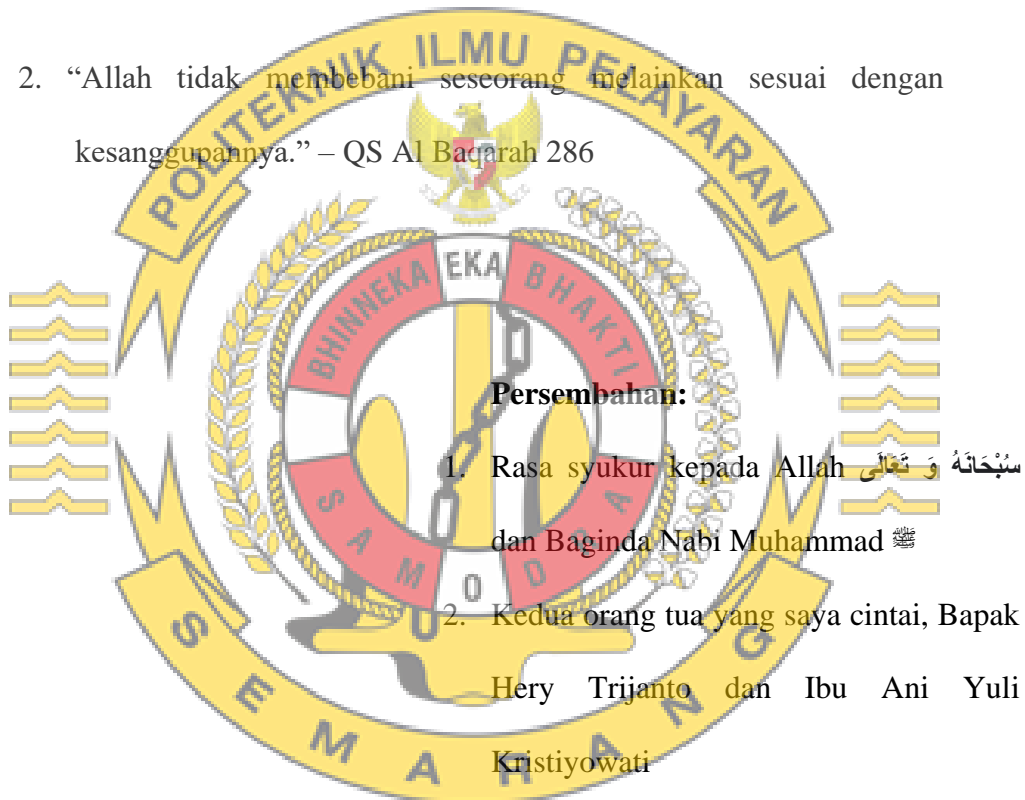 2. “Allah tidak membebani seseorang melainkan sesuai dengan
kesanggupannya.” – QS Al Baqarah 286
Persembahan:
1. Rasa syukur kepada Allah سُبْحَانَهُ وَ تَعَالَى
dan Baginda Nabi Muhammad ﷺ
2. Kedua orang tua yang saya cintai, Bapak
Hery Trijanto dan Ibu Ani Yuli
Kristiyowati
POLITEKNIK ILMU PELAYARAN
BHINNEKA EKA BHAKTI
SAMODRA
SEMARANG